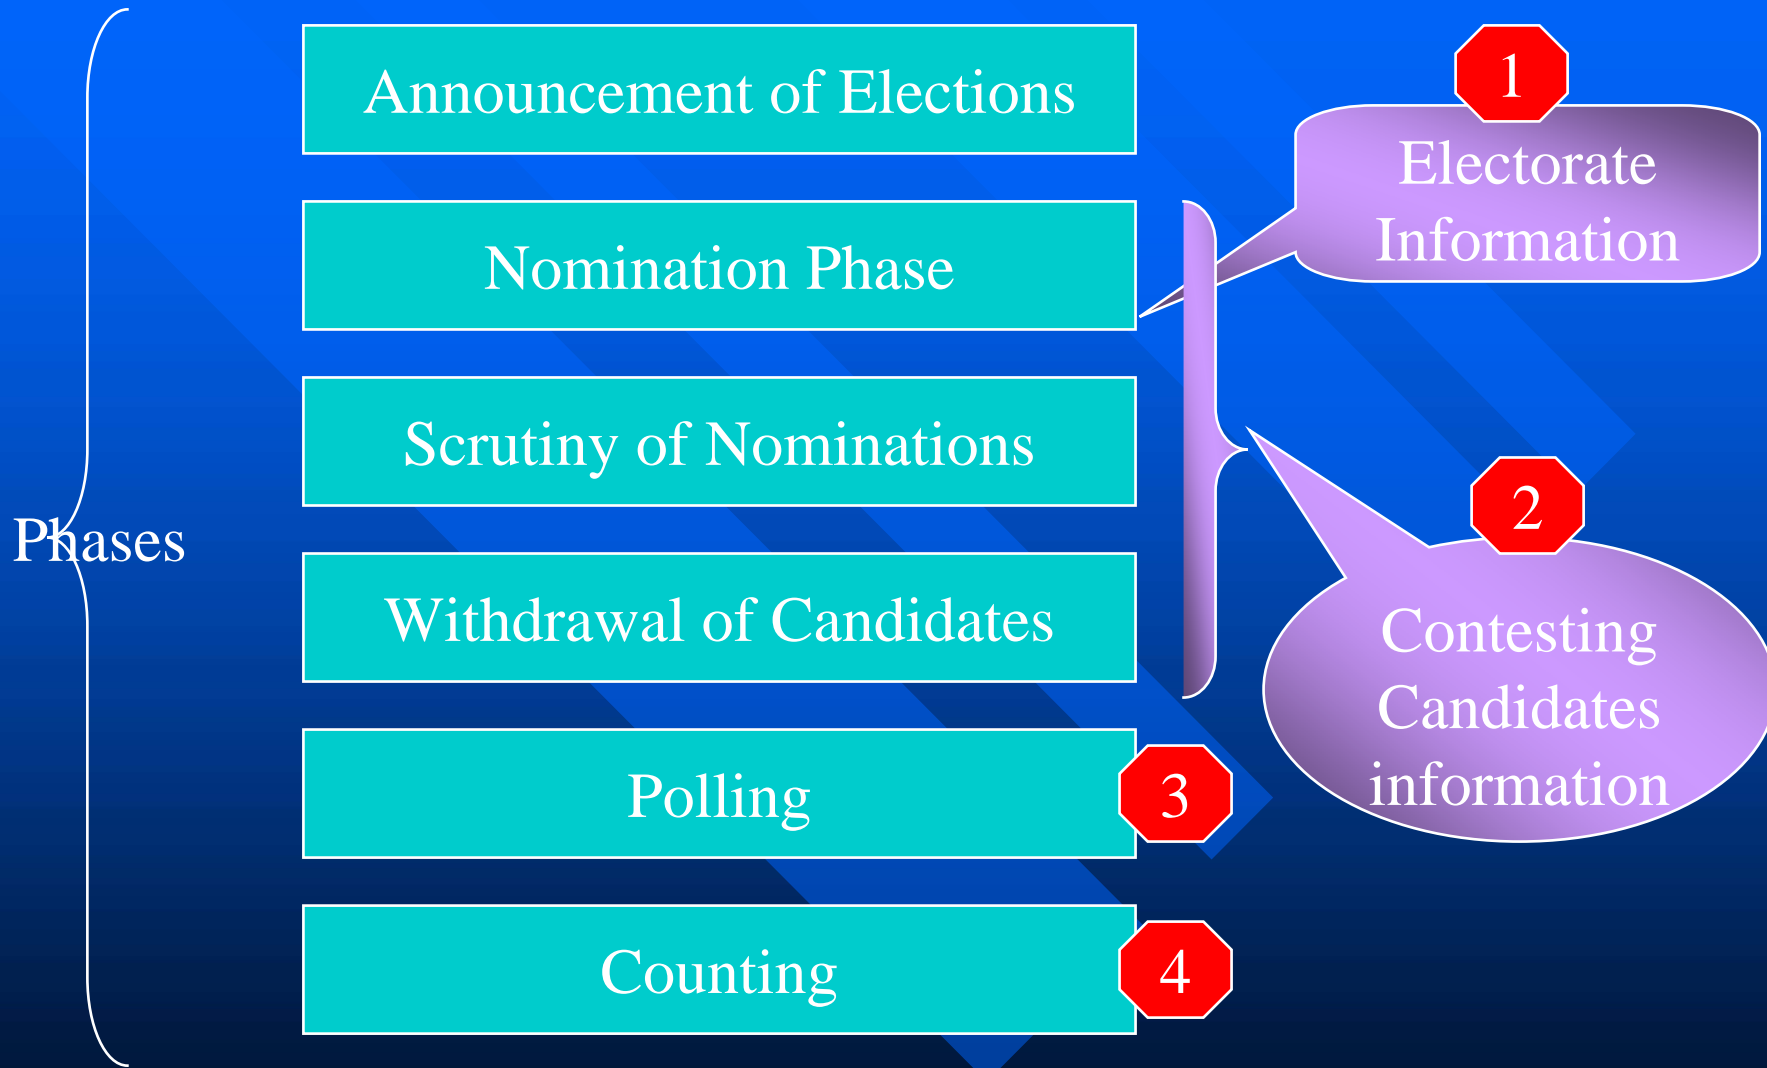 Phases
Announcement of Elections
Nomination Phase
Scrutiny of Nominations
Withdrawal of Candidates
Polling
3
Counting
4
1
Electorate
Information
2
Contesting
Candidates
information